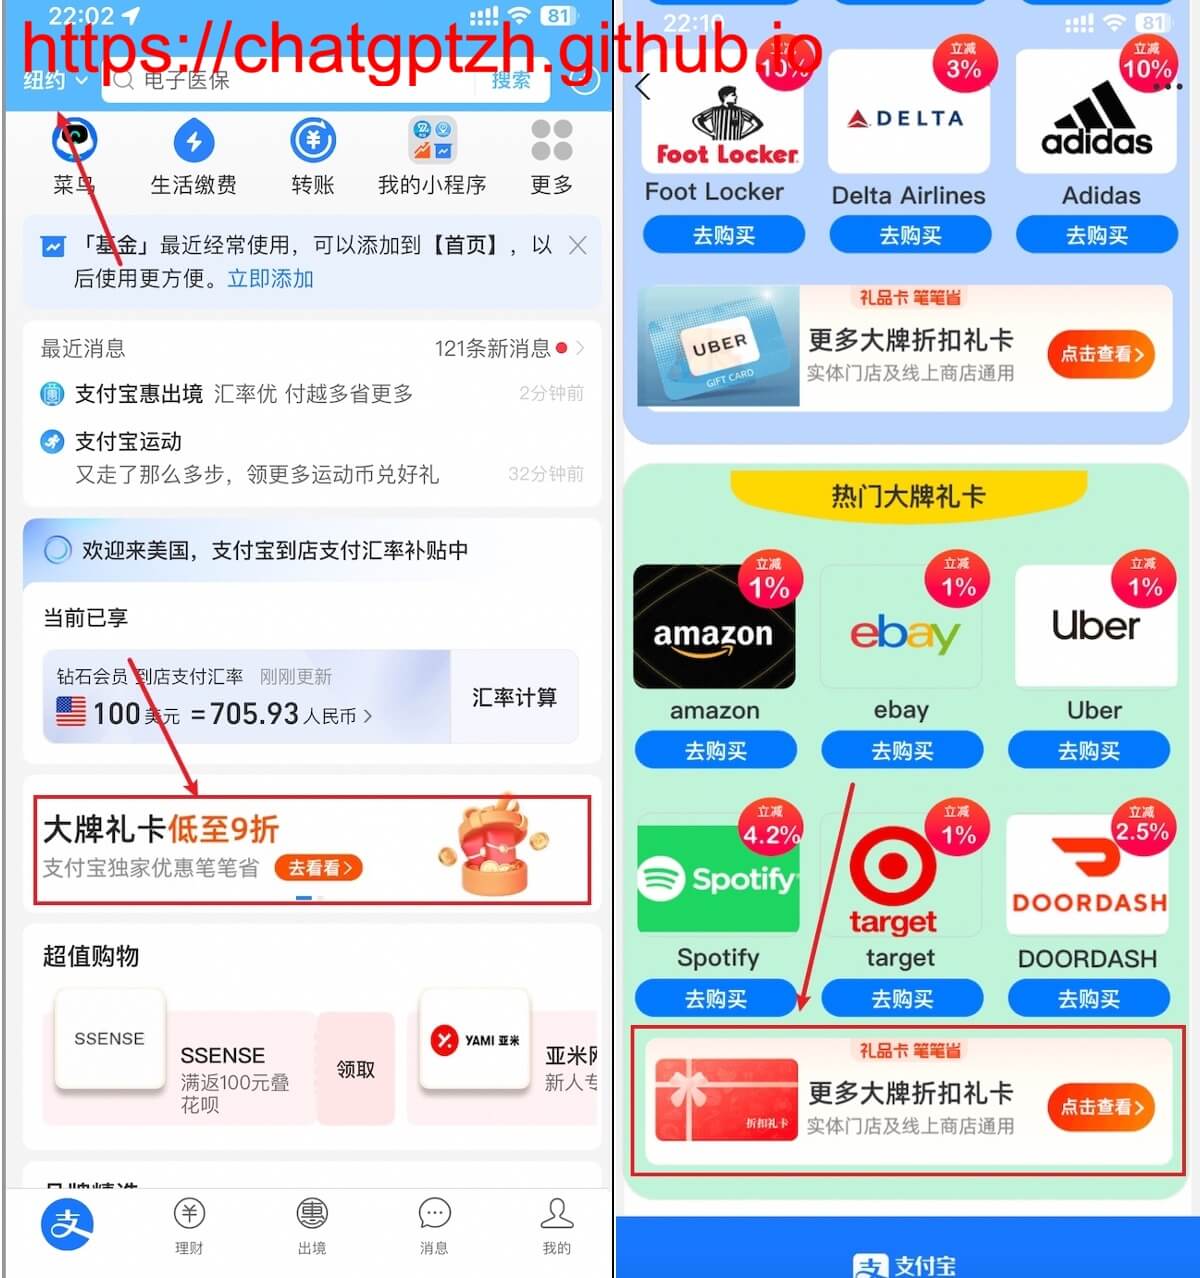 https://chatgptzh.github.io
22:02
81
纽约
电子医保
搜索
菜鸟
生活缴费
转账
我的小程序
更多
「基金」最近经常使用，可以添加到【首页】，以
后使用更方便。立即添加
最近消息
121条新消息
支付宝惠出境 汇率优 付越多省更多
2分钟前
支付宝运动
又走了那么多步，领更多运动币兑好礼
32分钟前
欢迎来美国，支付宝到店支付汇率补贴中
当前已享
钻石会员 到店支付汇率 刚刚更新
100美元 =705.93人民币
汇率计算
大牌礼卡低至9折
支付宝独家优惠笔笔省
去看看
超值购物
SSENSE
SSENSE
满返100元叠
花呗
领取
YAMI 亚米
亚米网
新人专
支
惠
理财
出境
消息
我的
22:10
81
立减
10%
立减
3%
立减
10%
Foot Locker
DELTA
adidas
Foot Locker
Delta Airlines
Adidas
去购买
去购买
去购买
UBER
GIFT CARD
礼品卡 笔笔省
更多大牌折扣礼卡
实体门店及线上商店通用
点击查看
热门大牌礼卡
立减
1%
立减
1%
立减
1%
amazon
ebay
Uber
amazon
ebay
Uber
去购买
去购买
去购买
立减
4.2%
立减
1%
立减
2.5%
Spotify
target
DOORDASH
Spotify
target
DOORDASH
去购买
去购买
去购买
折扣礼卡
礼品卡 笔笔省
更多大牌折扣礼卡
实体门店及线上商店通用
点击查看
支 支付宝